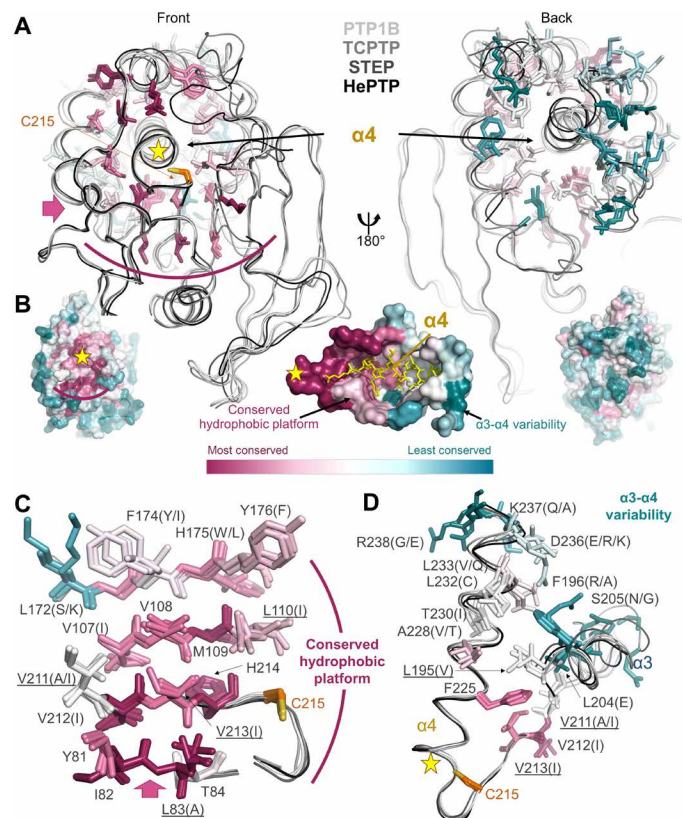 A
Front
PTP1B
TCPTP
STEP
HePTP
Back
C215
α4
180°
B
α4
Conserved
hydrophobic
platform
α3-α4 variability
Most conserved
Least conserved
C
F174(Y/I)
Y176(F)
H175(W/L)
L172(S/K)
V108
V107(I)
L110(I)
M109
H214
V211(A/I)
V212(I)
C215
V213(I)
Y81
I82
T84
L83(A)
Conserved
hydrophobic
platform
D
K237(Q/A)
α3-α4
variability
R238(G/E)
D236(E/R/K)
L233(V/Q)
L232(C)
F196(R/A)
S205(N/G)
T230(I)
A228(V/T)
α3
L195(V)
L204(E)
F225
V211(A/I)
α4
V212(I)
V213(I)
C215